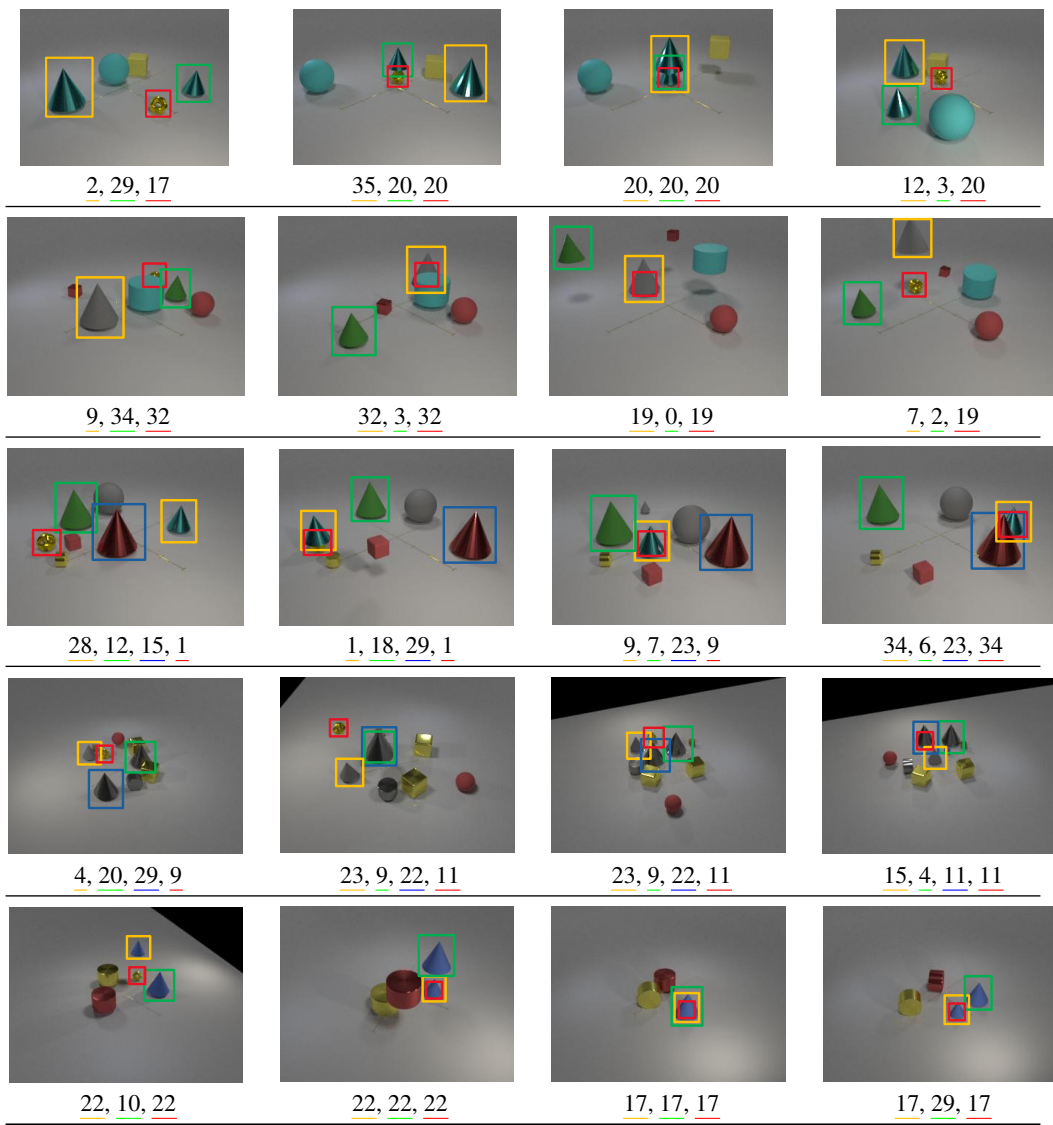 2, 29, 17
35, 20, 20
20, 20, 20
12, 3, 20
9, 34, 32
32, 3, 32
19, 0, 19
7, 2, 19
28, 12, 15, 1
1, 18, 29, 1
9, 7, 23, 9
34, 6, 23, 34
4, 20, 29, 9
23, 9, 22, 11
23, 9, 22, 11
15, 4, 11, 11
22, 10, 22
22, 22, 22
17, 17, 17
17, 29, 17